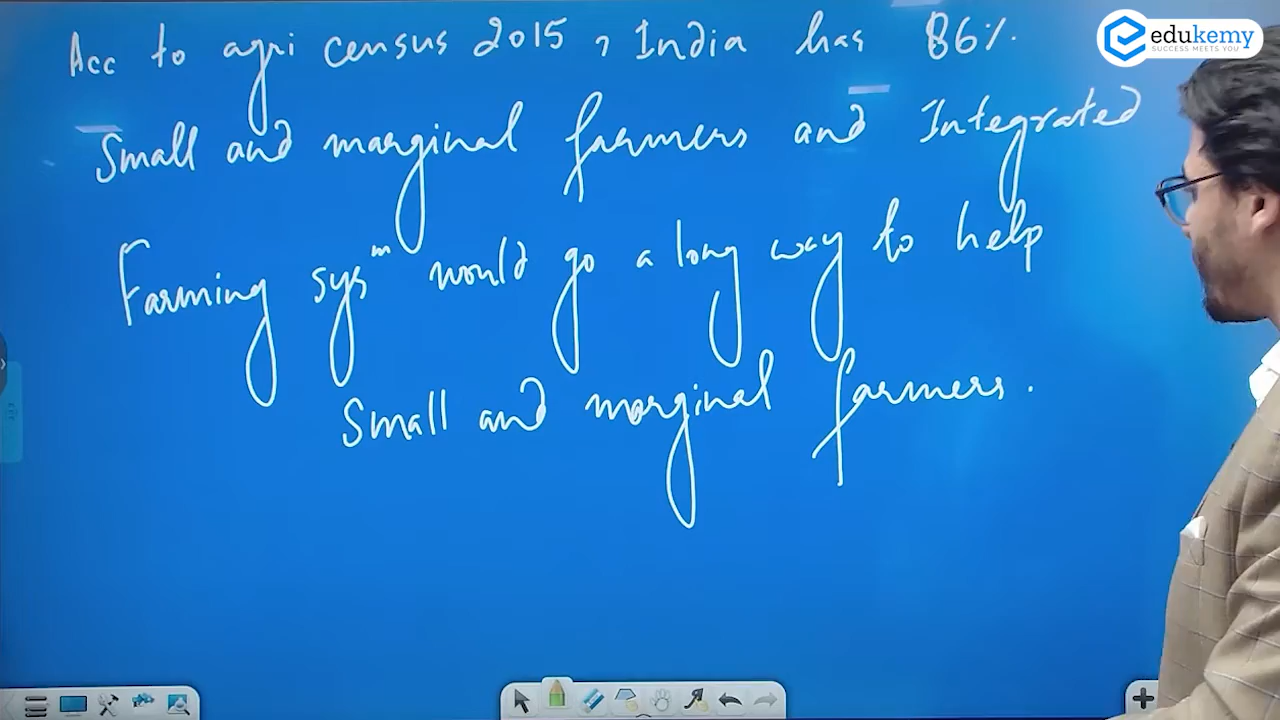 Acc to agri census 2015, India has 86%.
Small and marginal farmers and Integrated
Farming sysm would go a long way to help
Small and marginal farmers.
edukemy
SUCCESS MEETS YOU